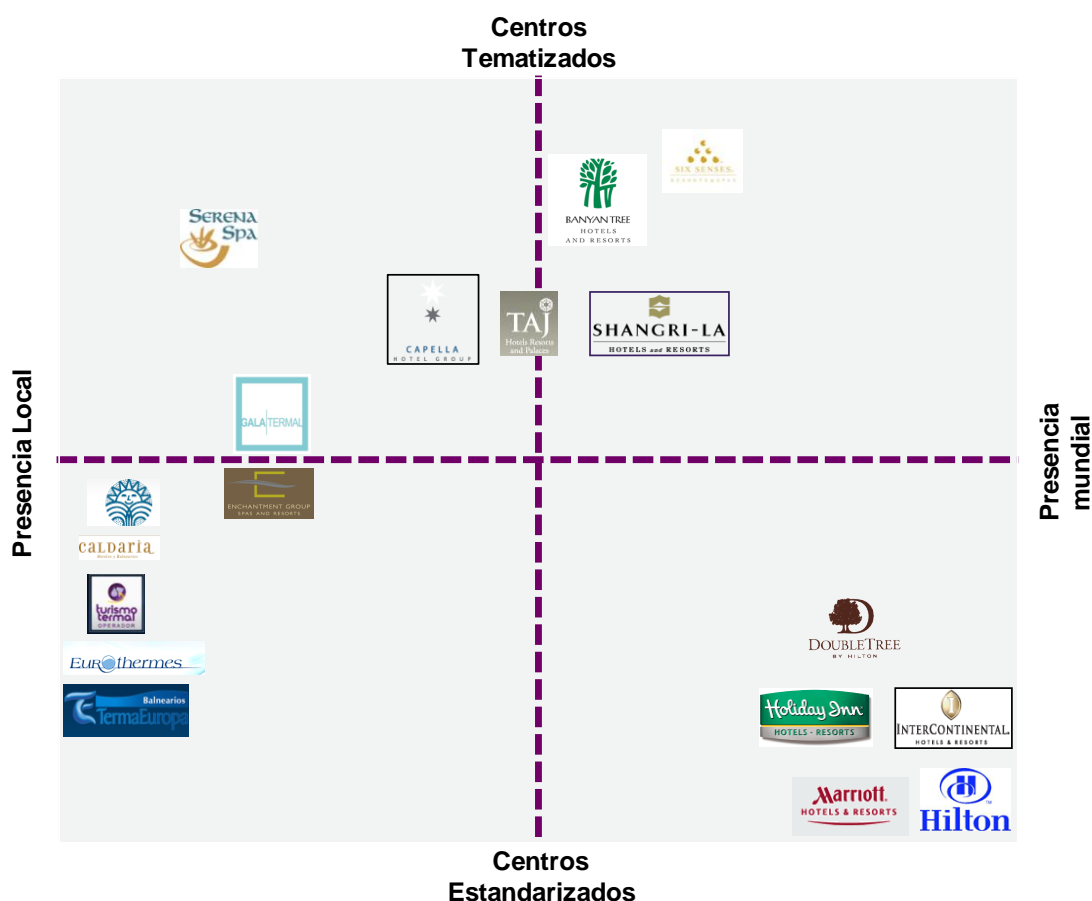 Centros
Tematizados
SIX SENSES
BANYAN TREE
HOTELS
AND RESORTS
SERENA
SPA
CAPELLA
HOTEL GROUP
TAJ
Hotels Resorts
and Palaces
SHANGRI-LA
HOTELS and RESORTS
Presencia Local
Presencia
mundial
GALA TERMAL
ENCHANTMENT GROUP
SPAS AND RESORTS
CALDARIA
turismo
termal
OPERADOR
EUROthermes
Balnearios
TermaEuropa
DOUBLETREE
BY HILTON
Holiday Inn
HOTELS - RESORTS
INTERCONTINENTAL
HOTELS & RESORTS
Marriott
HOTELS & RESORTS
Hilton
Centros
Estandarizados